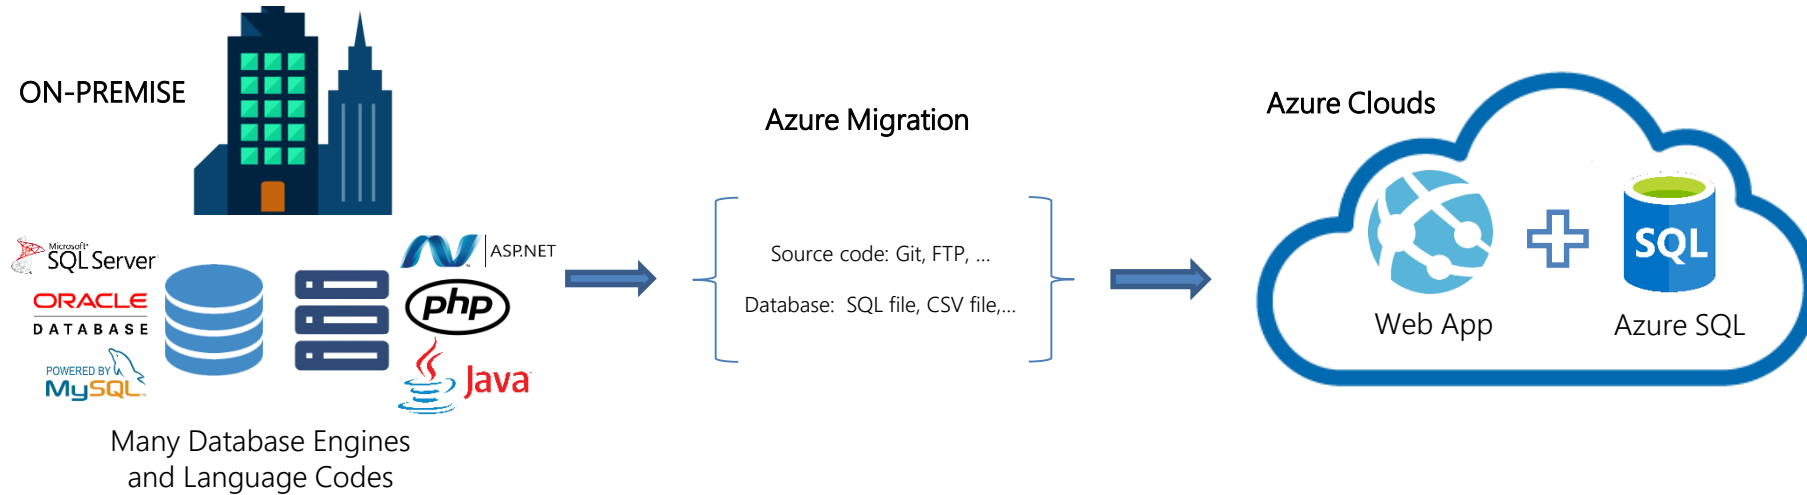 ON-PREMISE
Microsoft®
SQL Server
ORACLE
DATABASE
POWERED BY
MySQL
ASP.NET
php
Java
Many Database Engines
and Language Codes
Azure Migration
Source code: Git, FTP, ...
Database: SQL file, CSV file,...
Azure Clouds
SQL
Web App
Azure SQL